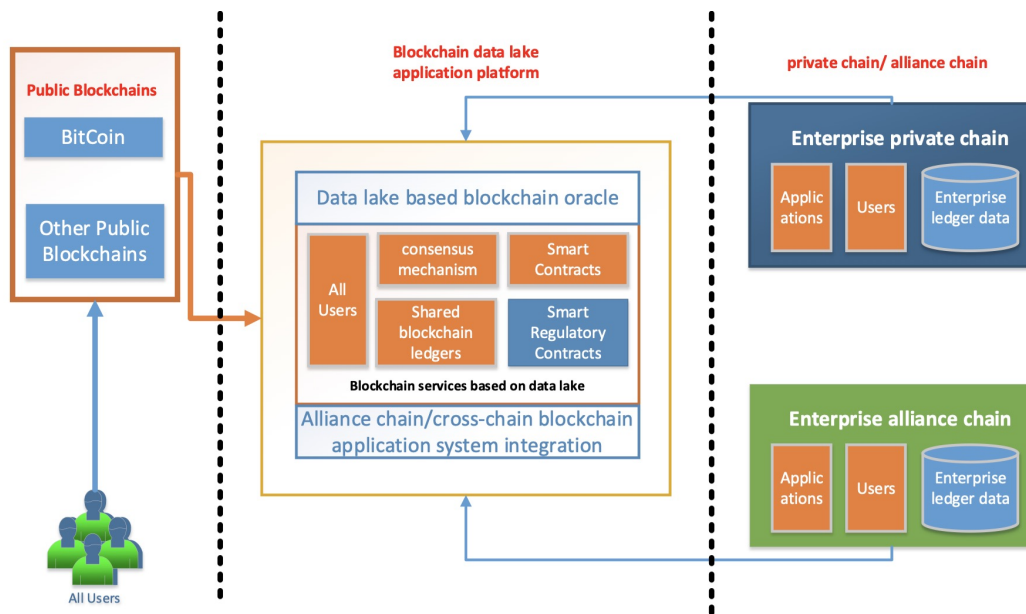 Public Blockchains
BitCoin
Other Public
Blockchains
All Users
Blockchain data lake
application platform
Data lake based blockchain oracle
All
Users
consensus
mechanism
Smart
Contracts
Shared
blockchain
ledgers
Smart
Regulatory
Contracts
Blockchain services based on data lake
Alliance chain/cross-chain blockchain
application system integration
private chain/ alliance chain
Enterprise private chain
Applic
ations
Users
Enterprise
ledger data
Enterprise alliance chain
Applic
ations
Users
Enterprise
ledger data